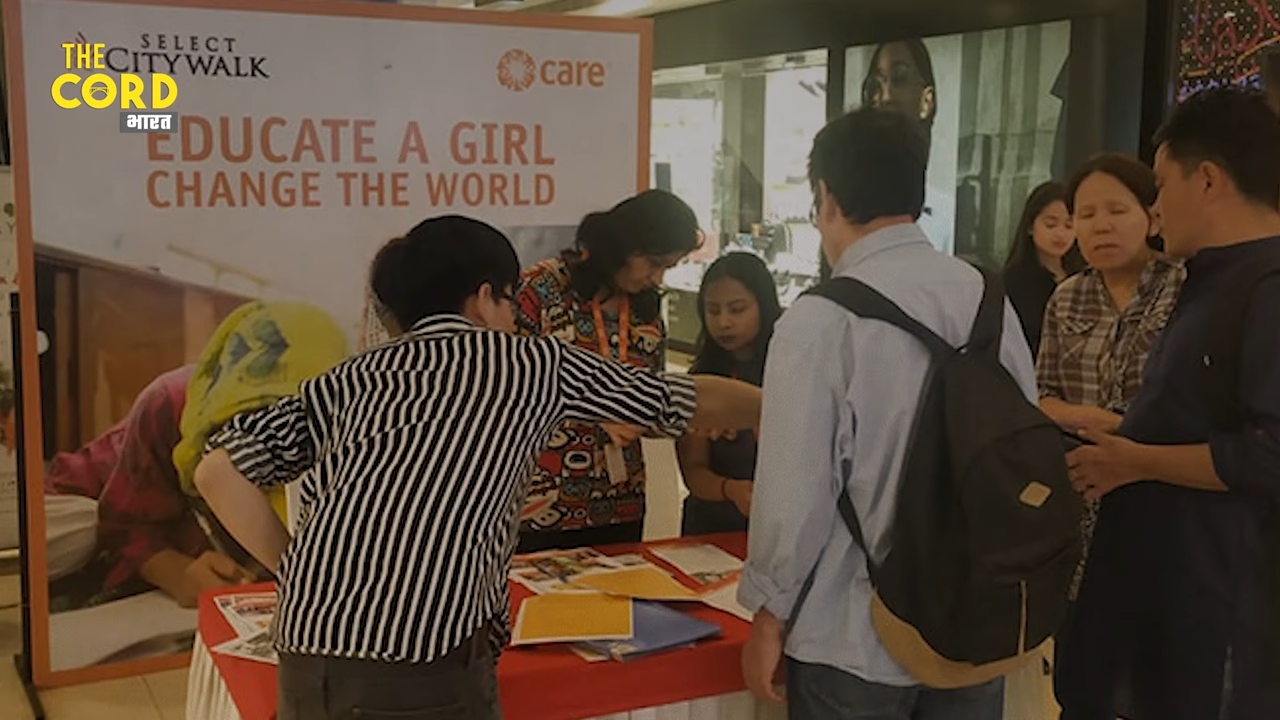 THE
CORD
भारत
SELECT
CITYWALK
care
EDUCATE A GIRL
CHANGE THE WORLD